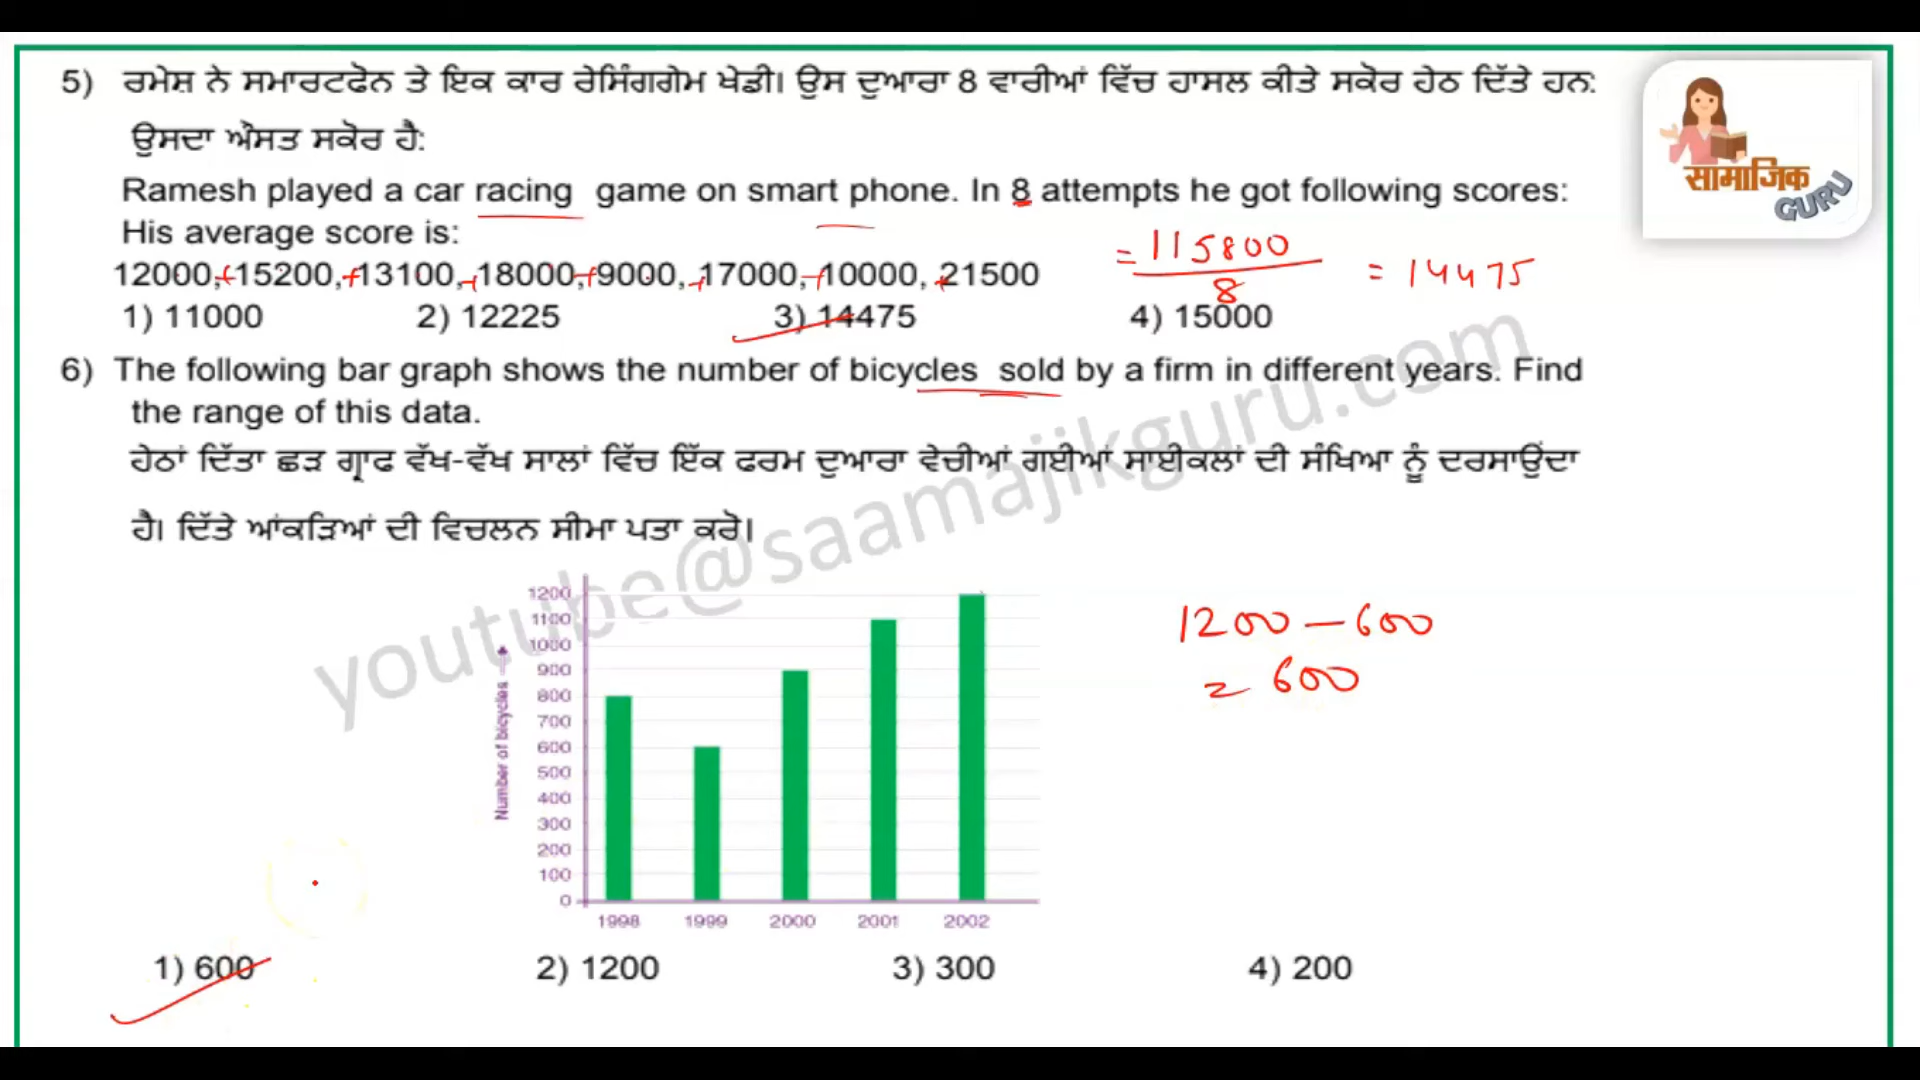 5) ਰਮੇਸ਼ ਨੇ ਸਮਾਰਟਫੋਨ ਤੇ ਇਕ ਕਾਰ ਰੇਸਿੰਗਗੇਮ ਖੇਡੀ। ਉਸ ਦੁਆਰਾ 8 ਵਾਰੀਆਂ ਵਿੱਚ ਹਾਸਲ ਕੀਤੇ ਸਕੋਰ ਹੇਠ ਦਿੱਤੇ ਹਨ:
ਉਸਦਾ ਔਸਤ ਸਕੋਰ ਹੈ:
Ramesh played a car racing game on smart phone. In 8 attempts he got following scores:
His average score is:
12000, + 15200, + 13100, + 18000, + 9000, + 17000, + 10000, + 21500
= 115800
8
= 14475
1) 11000 2) 12225 3) 14475 4) 15000
6) The following bar graph shows the number of bicycles sold by a firm in different years. Find
the range of this data.
ਹੇਠਾਂ ਦਿੱਤਾ ਛੜ ਗ੍ਰਾਫ ਵੱਖ-ਵੱਖ ਸਾਲਾਂ ਵਿੱਚ ਇੱਕ ਫਰਮ ਦੁਆਰਾ ਵੇਚੀਆਂ ਗਈਆਂ ਸਾਈਕਲਾਂ ਦੀ ਸੰਖਿਆ ਨੂੰ ਦਰਸਾਉਂਦਾ
ਹੈ। ਦਿੱਤੇ ਆਂਕੜਿਆਂ ਦੀ ਵਿਚਲਨ ਸੀਮਾ ਪਤਾ ਕਰੋ।
Number of bicycles
1200
1100
1000
900
800
700
600
500
400
300
200
100
0
1998 1999 2000 2001 2002
1200 - 600
= 600
1) 600 2) 1200 3) 300 4) 200
सामाजिक
GURU
youtube@saamajikguru.com